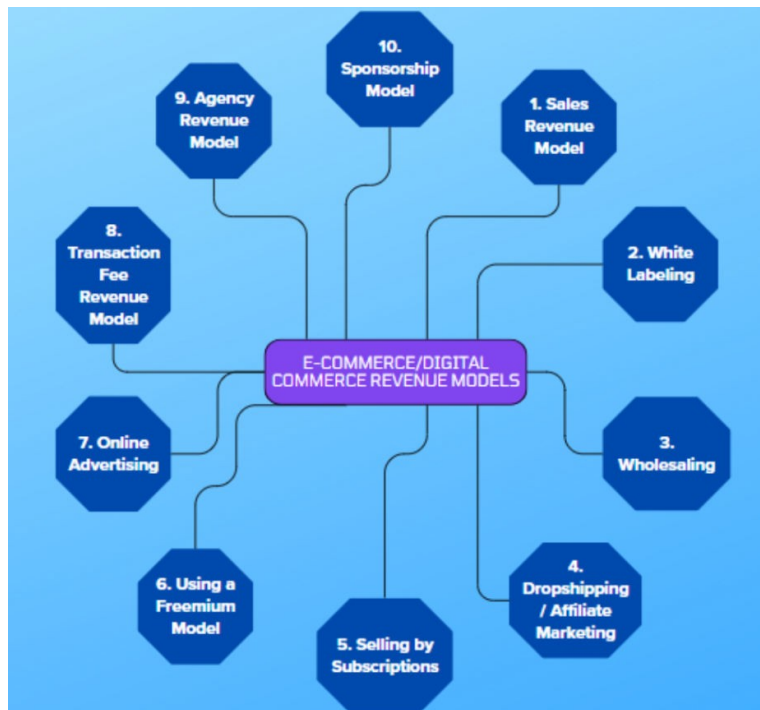 E-COMMERCE/DIGITAL
COMMERCE REVENUE MODELS
1. Sales
Revenue
Model
2. White
Labeling
3.
Wholesaling
4.
Dropshipping
/ Affiliate
Marketing
5. Selling by
Subscriptions
6. Using a
Freemium
Model
7. Online
Advertising
8.
Transaction
Fee
Revenue
Model
9. Agency
Revenue
Model
10.
Sponsorship
Model